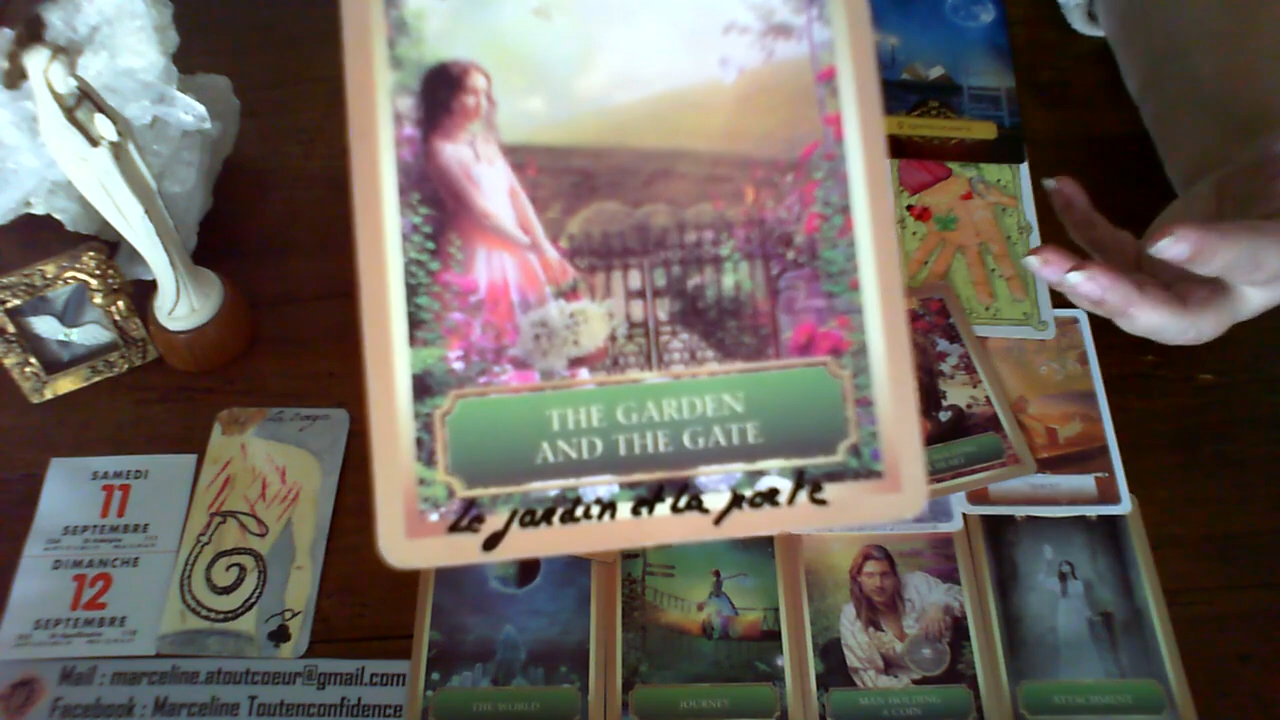 THE GARDEN
AND THE GATE
Le jardin et la porte
SAMEDI
11
SEPTEMBRE
DIMANCHE
12
SEPTEMBRE
Mail : marceline.atoutcoeur@gmail.com
Facebook : Marceline Toutenconfidence
THE WORLD
JOURNEY
MAN HOLDING
A COIN
ATTACHMENT
HEART